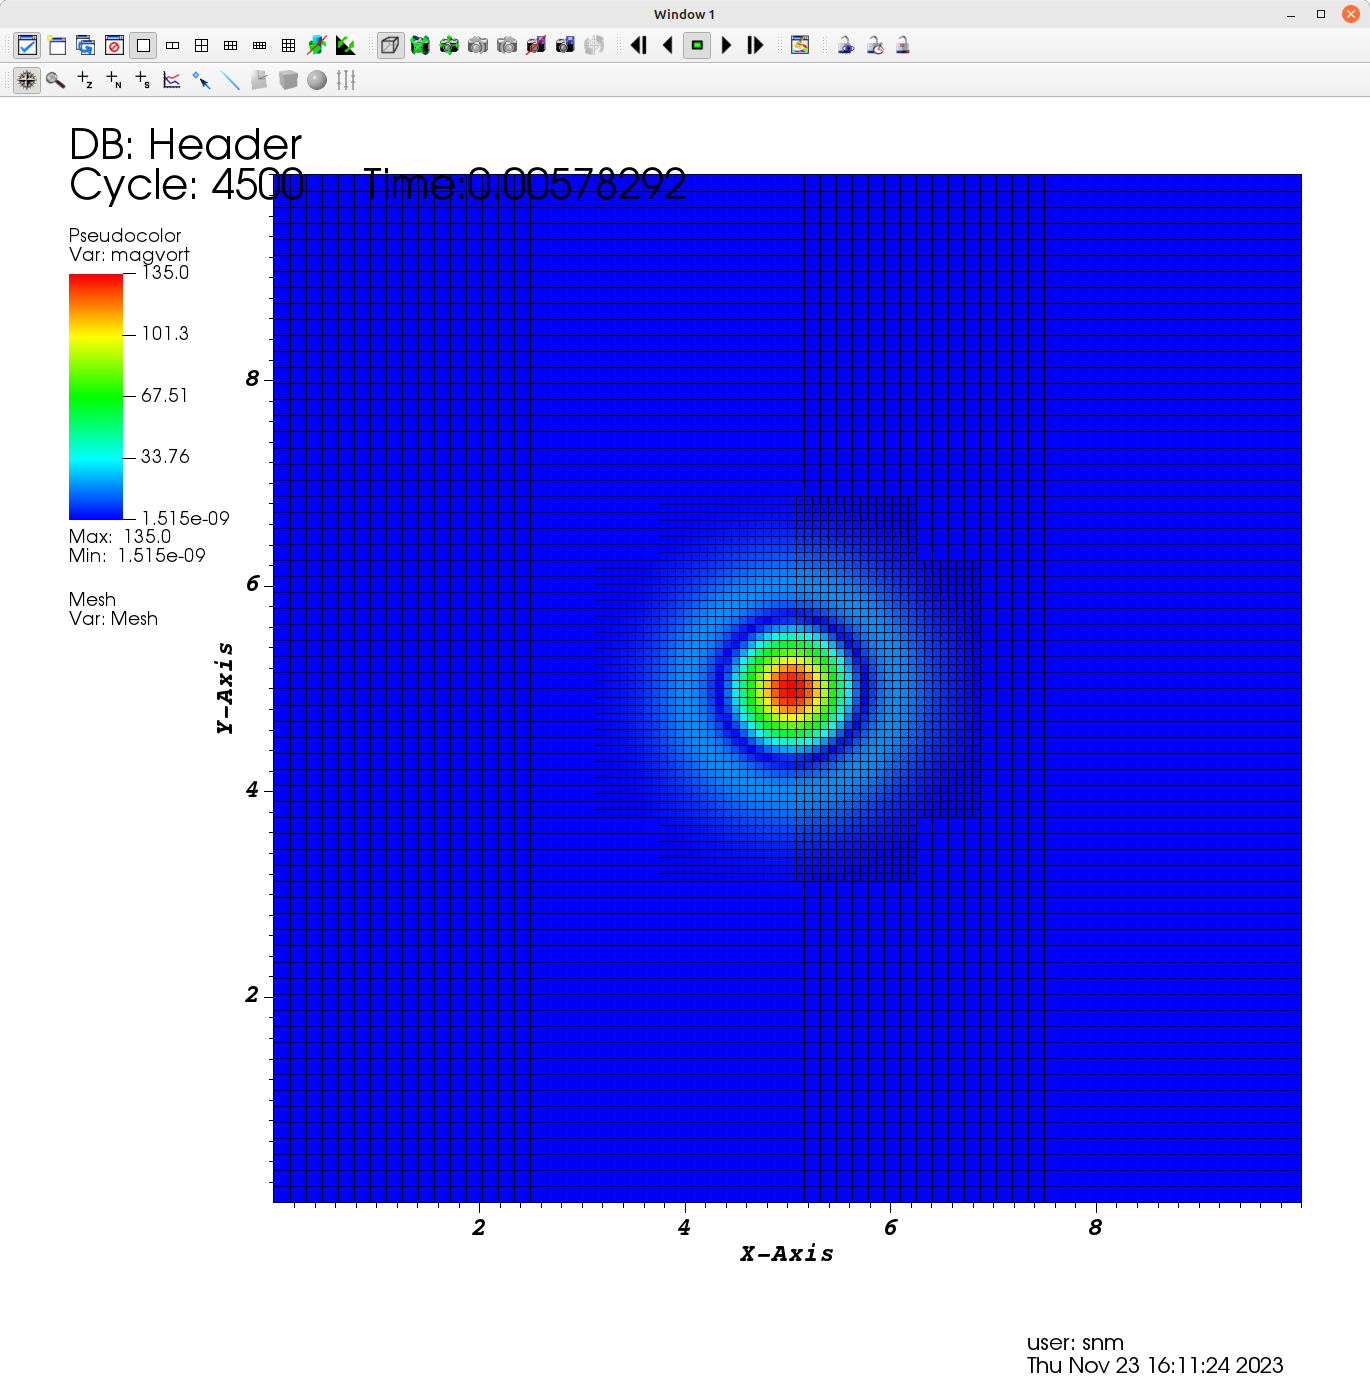 Window 1
DB: Header
Cycle: 4500 Time:0.00578292
Pseudocolor
Var: magvort
135.0
101.3
67.51
33.76
1.515e-09
Max: 135.0
Min: 1.515e-09
Mesh
Var: Mesh
8
6
4
2
Y-Axis
2 4 6 8
X-Axis
user: snm
Thu Nov 23 16:11:24 2023